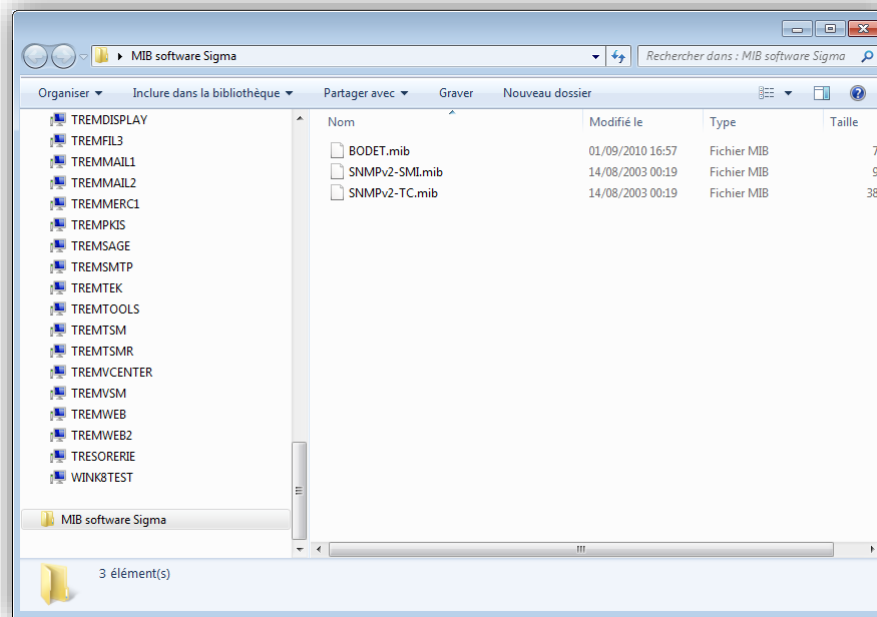 MIB software Sigma
Rechercher dans : MIB software Sigma
Organiser
Inclure dans la bibliothèque
Partager avec
Graver
Nouveau dossier
TREMDISPLAY
TREMFIL3
TREMMAIL1
TREMMAIL2
TREMMERC1
TREMPKIS
TREMSAGE
TREMSMTP
TREMTEK
TREMTOOLS
TREMTSM
TREMTSMR
TREMVCENTER
TREMVSM
TREMWEB
TREMWEB2
TRESORERIE
WINK8TEST
MIB software Sigma
Nom Modifié le Type Taille
BODET.mib 01/09/2010 16:57 Fichier MIB 7
SNMPv2-SMI.mib 14/08/2003 00:19 Fichier MIB 9
SNMPv2-TC.mib 14/08/2003 00:19 Fichier MIB 38
3 élément(s)